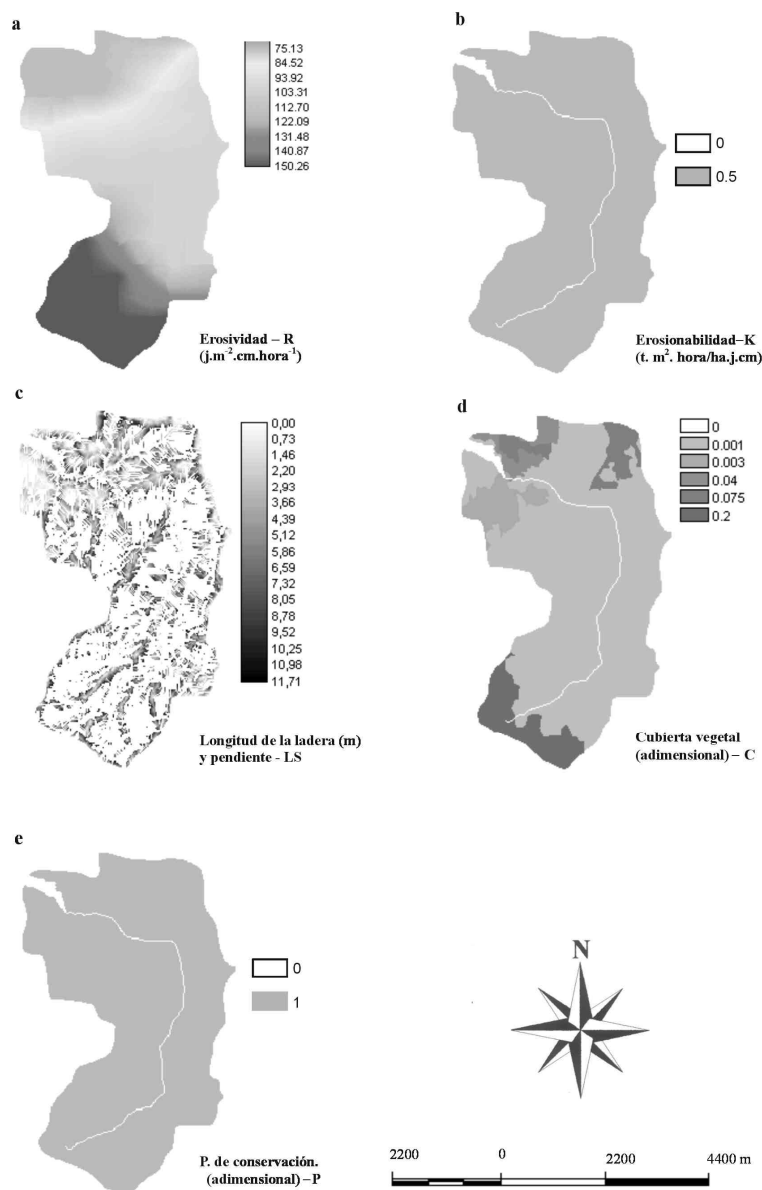 a
75.13
84.52
93.92
103.31
112.70
122.09
131.48
140.87
150.26
Erosividad – R
(j.m⁻².cm.hora⁻¹)
b
0
0.5
Erosionabilidad–K
(t. m². hora/ha.j.cm)
c
0,00
0,73
1,46
2,20
2,93
3,66
4,39
5,12
5,86
6,59
7,32
8,05
8,78
9,52
10,25
10,98
11,71
Longitud de la ladera (m)
y pendiente - LS
d
0
0.001
0.003
0.04
0.075
0.2
Cubierta vegetal
(adimensional) – C
e
0
1
P. de conservación.
(adimensional) – P
N
2200 0 2200 4400 m